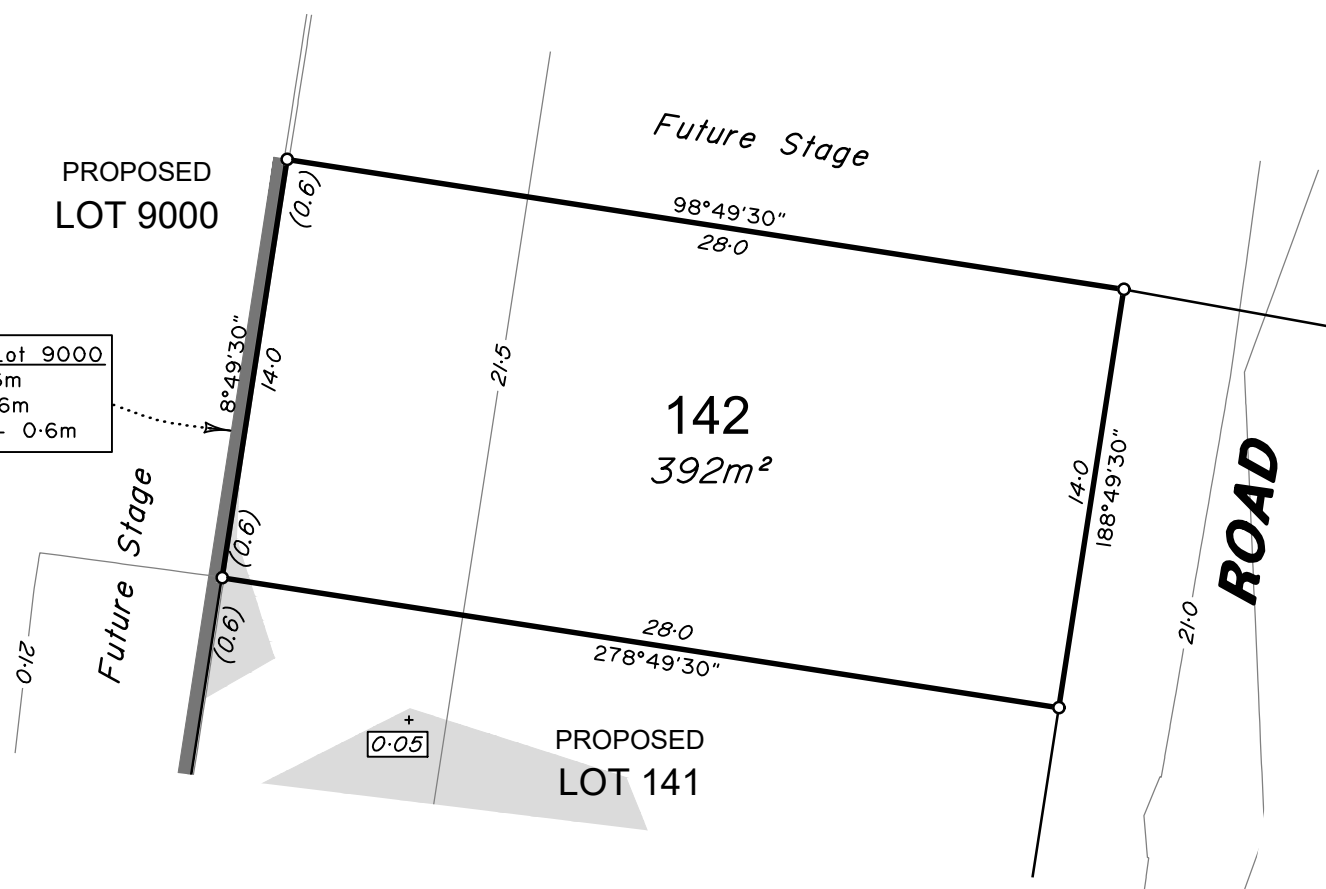 Future Stage
PROPOSED
LOT 9000
(0.6)
98°49'30"
28·0
Lot 9000
6m
- 0·6m
8°49'30"
14·0
21·5
142
392m²
14·0
188°49'30"
ROAD
Future Stage
(0.6)
(0.6)
21·0
28·0
278°49'30"
21·0
0·05
PROPOSED
LOT 141